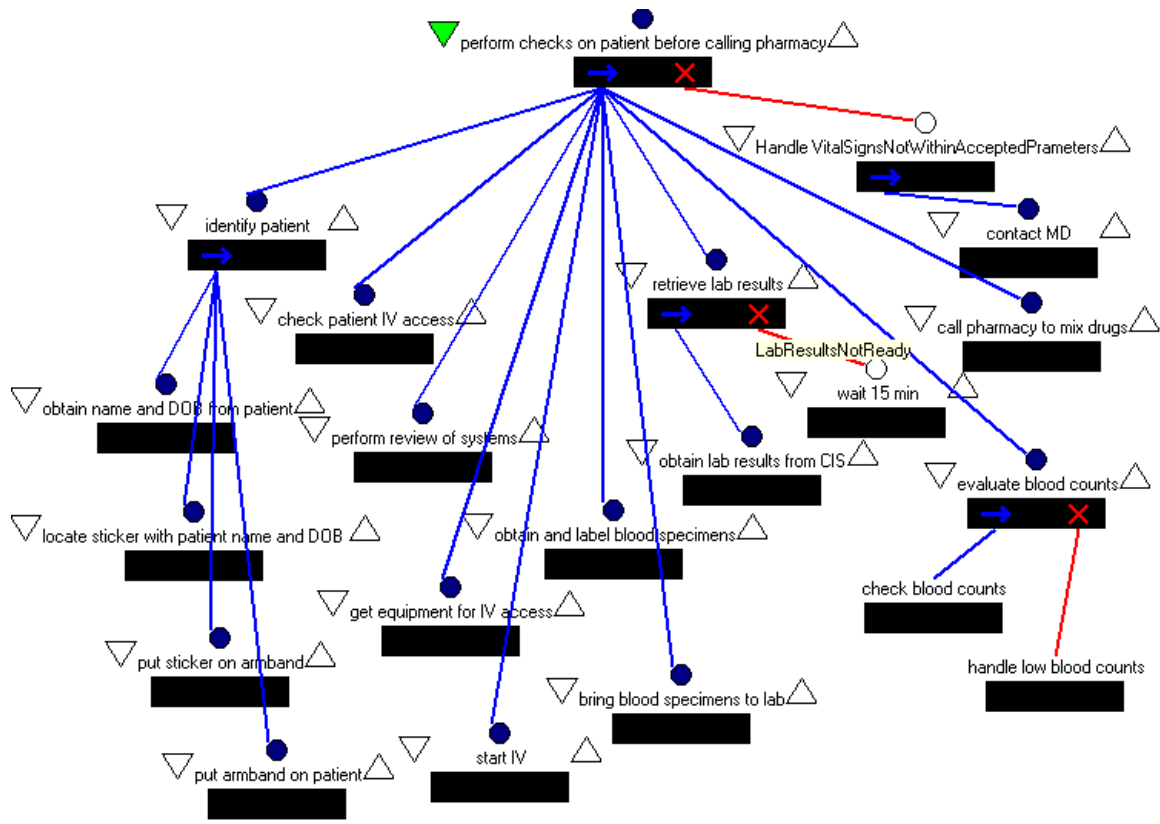 perform checks on patient before calling pharmacy
Handle VitalSignsNotWithinAcceptedPrameters
identify patient
contact MD
retrieve lab results
check patient IV access
call pharmacy to mix drugs
LabResultsNotReady
wait 15 min
obtain name and DOB from patient
perform review of systems
obtain lab results from CIS
evaluate blood counts
locate sticker with patient name and DOB
obtain and label blood specimens
check blood counts
get equipment for IV access
put sticker on armband
handle low blood counts
bring blood specimens to lab
start IV
put armband on patient